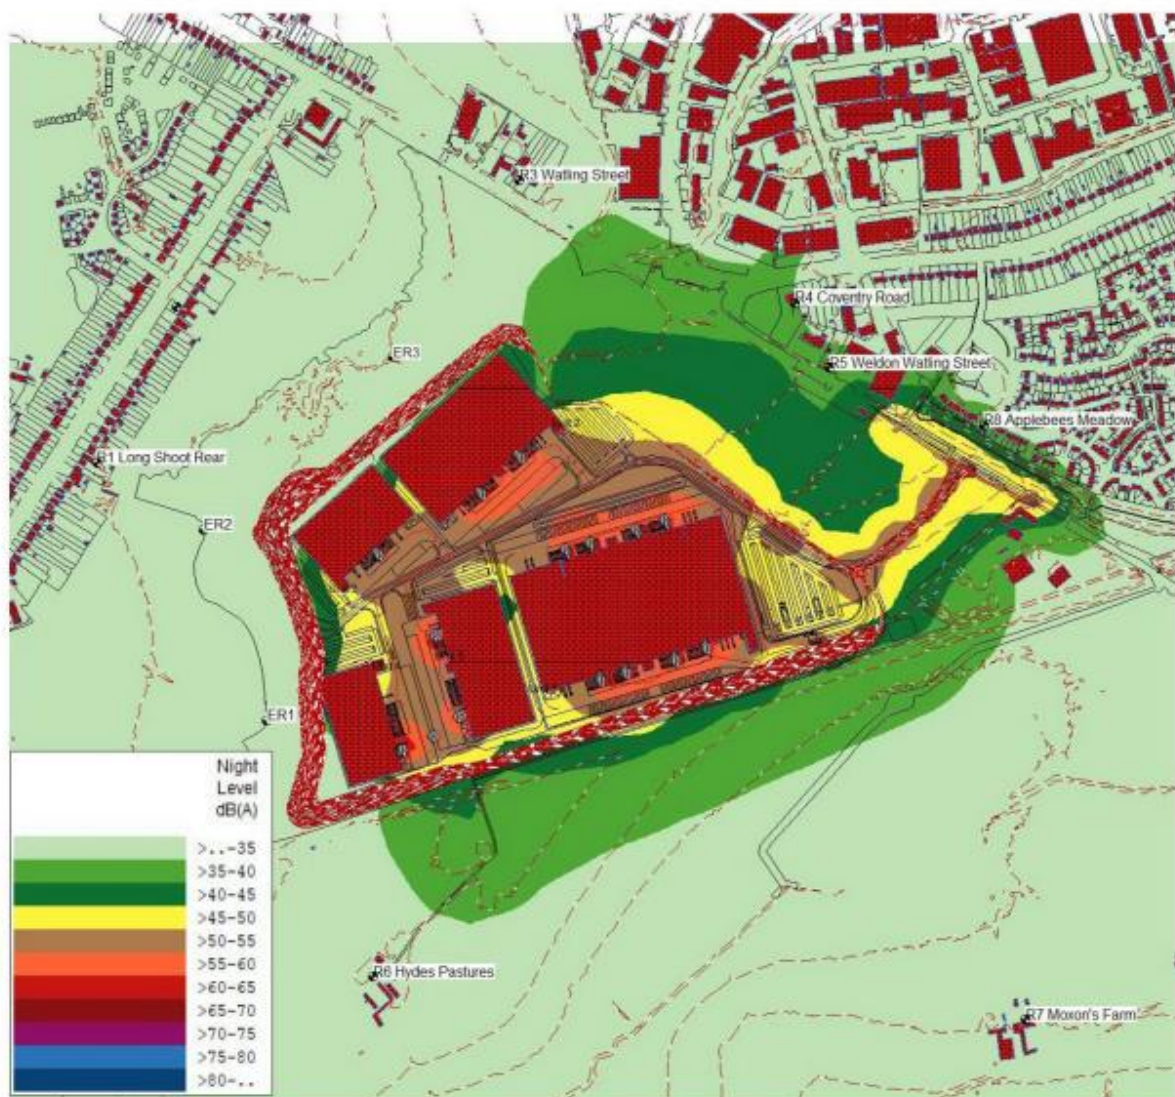 R3 Watling Street
R4 Coventry Road
ER3
R5 Weldon Watling Street
R8 Applebees Meadow
R1 Long Shoot Rear
ER2
ER1
Night
Level
dB(A)
>..-35
>35-40
>40-45
>45-50
>50-55
>55-60
>60-65
>65-70
>70-75
>75-80
>80-..
R6 Hydes Pastures
R7 Moxon's Farm